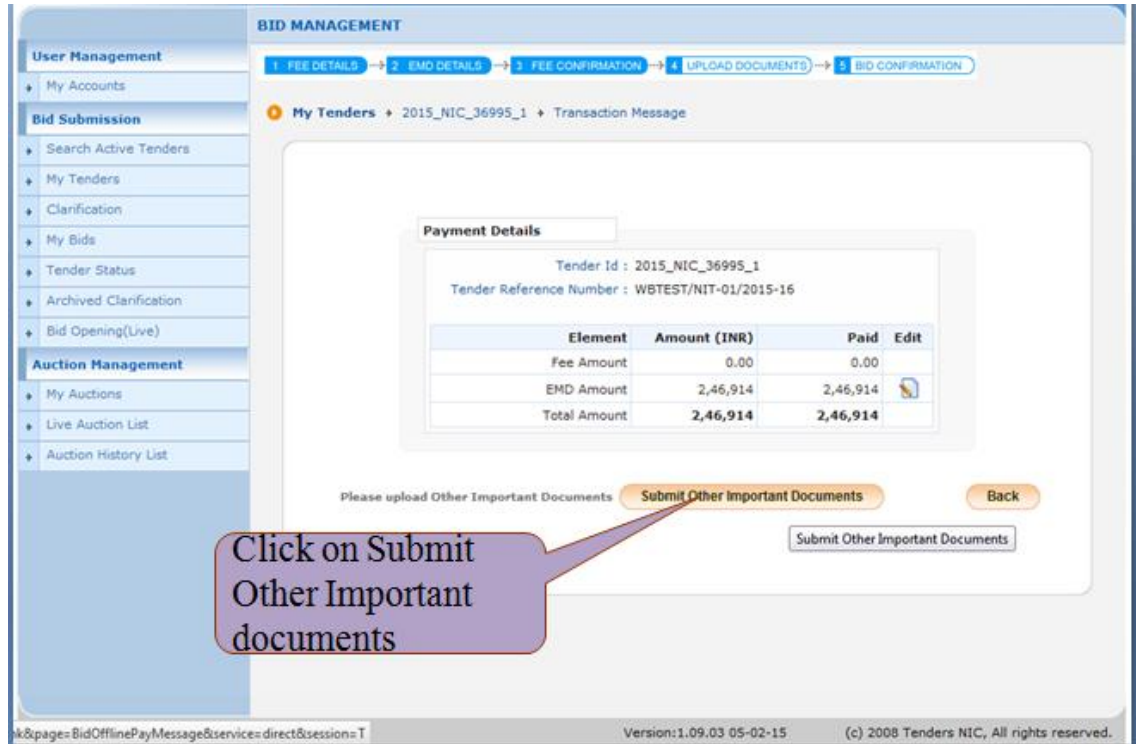 BID MANAGEMENT
User Management
My Accounts
Bid Submission
Search Active Tenders
My Tenders
Clarification
My Bids
Tender Status
Archived Clarification
Bid Opening(Live)
Auction Management
My Auctions
Live Auction List
Auction History List
1 FEE DETAILS 2 EMD DETAILS 3 FEE CONFIRMATION 4 UPLOAD DOCUMENTS 5 BID CONFIRMATION
My Tenders 2015_NIC_36995_1 Transaction Message
Payment Details
Tender Id : 2015_NIC_36995_1
Tender Reference Number : WBTEST/NIT-01/2015-16
Element Amount (INR) Paid Edit
Fee Amount 0.00 0.00
EMD Amount 2,46,914 2,46,914
Total Amount 2,46,914 2,46,914
Please upload Other Important Documents Submit Other Important Documents Back
Submit Other Important Documents
Click on Submit
Other Important
documents
nk&page=BidOfflinePayMessage&service=direct&session=T Version:1.09.03 05-02-15 (c) 2008 Tenders NIC, All rights reserved.